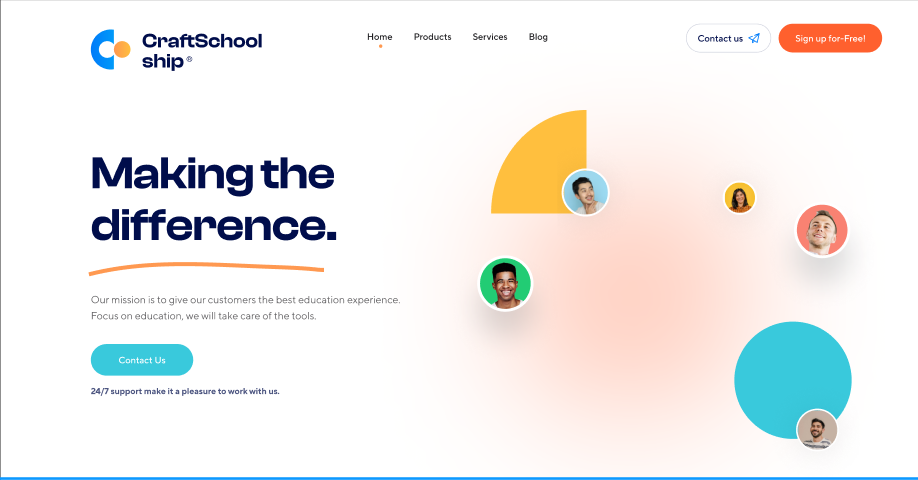 CraftSchool
ship®
Home
Products
Services
Blog
Contact us
Sign up for-Free!
Making the
difference.
Our mission is to give our customers the best education experience.
Focus on education, we will take care of the tools.
Contact Us
24/7 support make it a pleasure to work with us.